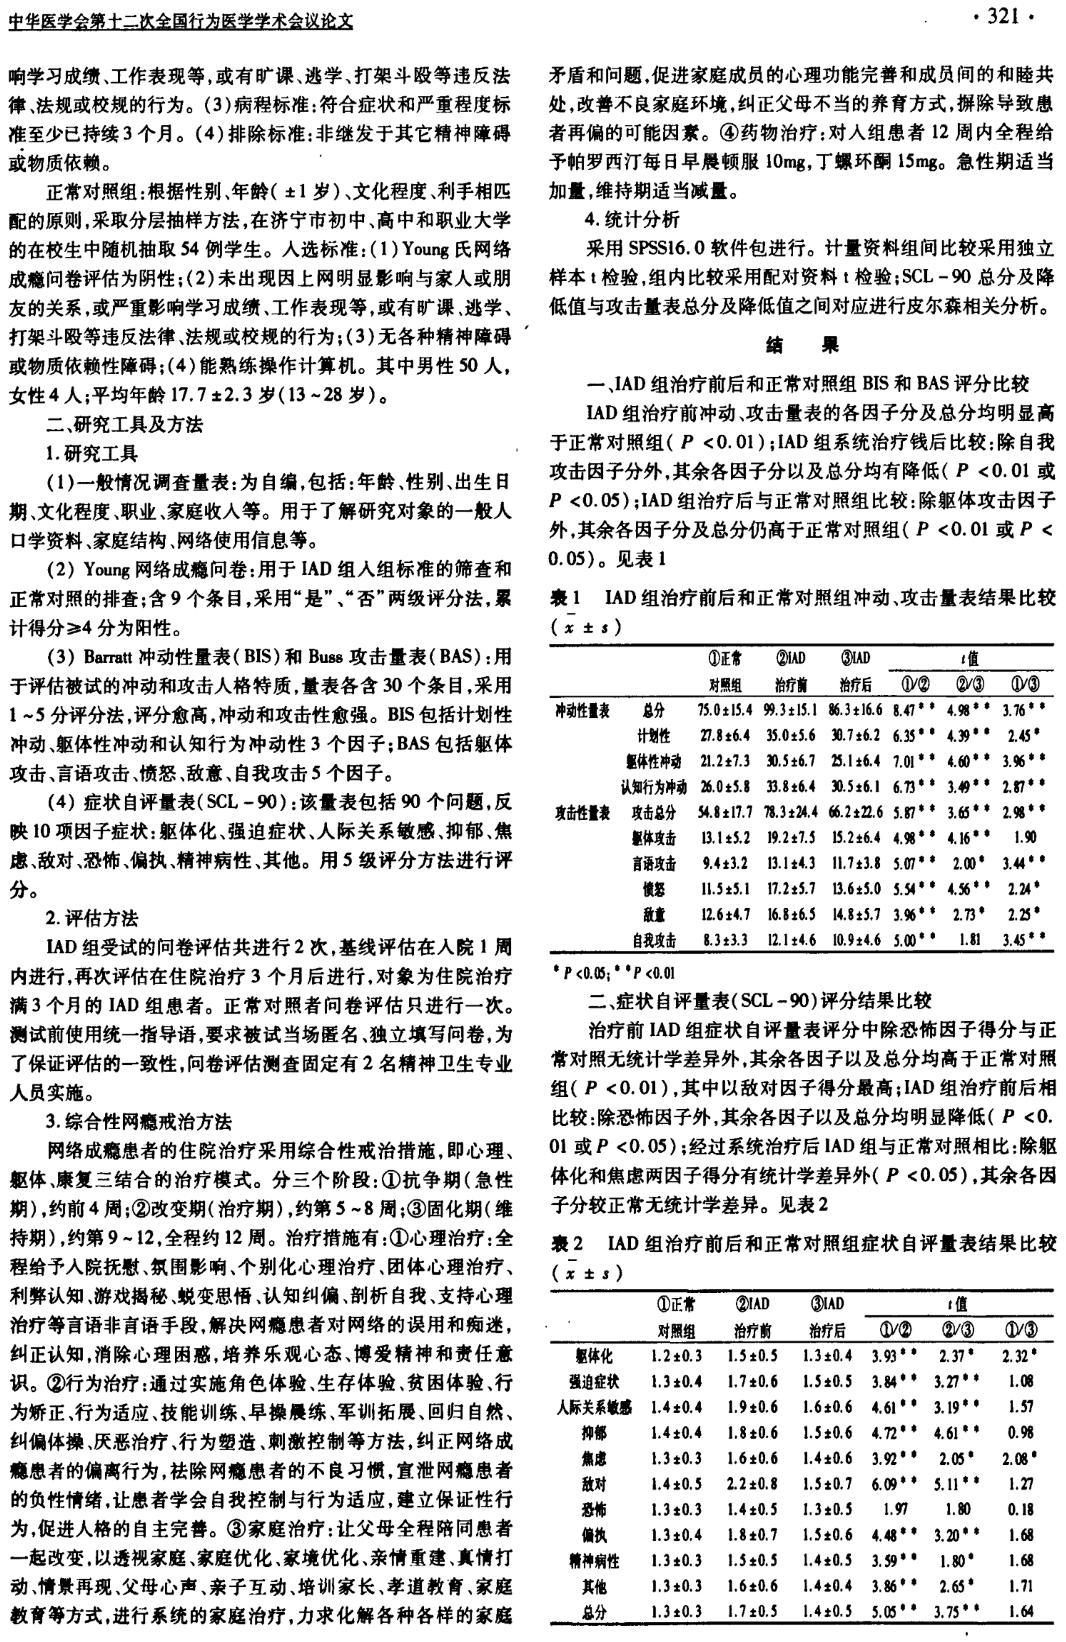 中华医学会第十二次全国行为医学学术会议论文
·321·
响学习成绩、工作表现等,或有旷课、逃学、打架斗殴等违反法
律、法规或校规的行为。(3)病程标准:符合症状和严重程度标
准至少已持续3个月。(4)排除标准:非继发于其它精神障碍
或物质依赖。
正常对照组:根据性别、年龄(±1岁)、文化程度、利手相匹
配的原则,采取分层抽样方法,在济宁市初中、高中和职业大学
的在校生中随机抽取54例学生。人选标准:(1)Young氏网络
成瘾问卷评估为阴性;(2)未出现因上网明显影响与家人或朋
友的关系,或严重影响学习成绩、工作表现等,或有旷课、逃学、
打架斗殴等违反法律、法规或校规的行为;(3)无各种精神障碍
或物质依赖性障碍;(4)能熟练操作计算机。其中男性50人,
女性4人;平均年龄17.7±2.3岁(13~28岁)。
二、研究工具及方法
1.研究工具
(1)一般情况调查量表:为自编,包括:年龄、性别、出生日
期、文化程度、职业、家庭收人等。用于了解研究对象的一般人
口学资料、家庭结构、网络使用信息等。
(2) Young网络成瘾问卷:用于IAD组人组标准的筛查和
正常对照的排查;含9个条目,采用“是”、“否”两级评分法,累
计得分≥4分为阳性。
(3) Barratt冲动性量表(BIS)和Buss攻击量表(BAS):用
于评估被试的冲动和攻击人格特质,量表各含30个条目,采用
1~5分评分法,评分愈高,冲动和攻击性愈强。BIS包括计划性
冲动、躯体性冲动和认知行为冲动性3个因子;BAS包括躯体
攻击、言语攻击、愤怒、敌意、自我攻击5个因子。
(4) 症状自评量表(SCL-90):该量表包括90个问题,反
映10项因子症状:躯体化、强迫症状、人际关系敏感、抑郁、焦
虑、敌对、恐怖、偏执、精神病性、其他。用5级评分方法进行评
分。
2.评估方法
IAD组受试的问卷评估共进行2次,基线评估在人院1周
内进行,再次评估在住院治疗3个月后进行,对象为住院治疗
满3个月的IAD组患者。正常对照者问卷评估只进行一次。
测试前使用统一指导语,要求被试当场匿名、独立填写问卷,为
了保证评估的一致性,问卷评估测查固定有2名精神卫生专业
人员实施。
3.综合性网瘾戒治方法
网络成瘾患者的住院治疗采用综合性戒治措施,即心理、
躯体、康复三结合的治疗模式。分三个阶段:①抗争期(急性
期),约前4周;②改变期(治疗期),约第5~8周;③固化期(维
持期),约第9~12,全程约12周。治疗措施有:①心理治疗:全
程给予人院抚慰、氛围影响、个别化心理治疗、团体心理治疗、
利弊认知、游戏揭秘、蜕变思悟、认知纠偏、剖析自我、支持心理
治疗等言语非言语手段,解决网瘾患者对网络的误用和痴迷,
纠正认知,消除心理困惑,培养乐观心态、博爱精神和责任意
识。②行为治疗:通过实施角色体验、生存体验、贫困体验、行
为矫正、行为适应、技能训练、早操晨练、军训拓展、回归自然、
纠偏体操、厌恶治疗、行为塑造、刺激控制等方法,纠正网络成
瘾患者的偏离行为,祛除网瘾患者的不良习惯,宣泄网瘾患者
的负性情绪,让患者学会自我控制与行为适应,建立保证性行
为,促进人格的自主完善。③家庭治疗:让父母全程陪同患者
一起改变,以透视家庭、家庭优化、家境优化、亲情重建、真情打
动、情景再现、父母心声、亲子互动、培训家长、孝道教育、家庭
教育等方式,进行系统的家庭治疗,力求化解各种各样的家庭
矛盾和问题,促进家庭成员的心理功能完善和成员间的和睦共
处,改善不良家庭环境,纠正父母不当的养育方式,摒除导致患
者再偏的可能因素。④药物治疗:对人组患者12周内全程给
予帕罗西汀每日早晨顿服10mg,丁螺环酮15mg。急性期适当
加量,维持期适当减量。
4.统计分析
采用SPSS16.0软件包进行。计量资料组间比较采用独立
样本t检验,组内比较采用配对资料t检验;SCL-90总分及降
低值与攻击量表总分及降低值之间对应进行皮尔森相关分析。
结 果
一、IAD组治疗前后和正常对照组BIS和BAS评分比较
IAD组治疗前冲动、攻击量表的各因子分及总分均明显高
于正常对照组(P<0.01);IAD组系统治疗钱后比较:除自我
攻击因子分外,其余各因子分以及总分均有降低(P<0.01或
P<0.05);IAD组治疗后与正常对照组比较:除躯体攻击因子
外,其余各因子分及总分仍高于正常对照组(P<0.01或P<
0.05)。见表1
表1 IAD组治疗前后和正常对照组冲动、攻击量表结果比较
(x̄±s)
①正常 ②IAD ③IAD t值
对照组 治疗前 治疗后 ①/② ②/③ ①/③
冲动性量表 总分 75.0±15.4 99.3±15.1 86.3±16.6 8.47** 4.98** 3.76**
计划性 27.8±6.4 35.0±5.6 30.7±6.2 6.35** 4.39** 2.45*
躯体性冲动 21.2±7.3 30.5±6.7 25.1±6.4 7.01** 4.60** 3.96**
认知行为冲动 26.0±5.8 33.8±6.4 30.5±6.1 6.73** 3.49** 2.87**
攻击性量表 攻击总分 54.8±17.7 78.3±24.4 66.2±22.6 5.87** 3.65** 2.98**
躯体攻击 13.1±5.2 19.2±7.5 15.2±6.4 4.98** 4.16** 1.90
言语攻击 9.4±3.2 13.1±4.3 11.7±3.8 5.07** 2.00* 3.44**
愤怒 11.5±5.1 17.2±5.7 13.6±5.0 5.54** 4.56** 2.24*
敌意 12.6±4.7 16.8±6.5 14.8±5.7 3.96** 2.73* 2.25*
自我攻击 8.3±3.3 12.1±4.6 10.9±4.6 5.00** 1.81 3.45**
*P<0.05;**P<0.01
二、症状自评量表(SCL-90)评分结果比较
治疗前IAD组症状自评量表评分中除恐怖因子得分与正
常对照无统计学差异外,其余各因子以及总分均高于正常对照
组(P<0.01),其中以敌对因子得分最高;IAD组治疗前后相
比较:除恐怖因子外,其余各因子以及总分均明显降低(P<0.
01或P<0.05);经过系统治疗后IAD组与正常对照相比:除躯
体化和焦虑两因子得分有统计学差异外(P<0.05),其余各因
子分较正常无统计学差异。见表2
表2 IAD组治疗前后和正常对照组症状自评量表结果比较
(x̄±s)
①正常 ②IAD ③IAD t值
对照组 治疗前 治疗后 ①/② ②/③ ①/③
躯体化 1.2±0.3 1.5±0.5 1.3±0.4 3.93** 2.37* 2.32*
强迫症状 1.3±0.4 1.7±0.6 1.5±0.5 3.84** 3.27** 1.08
人际关系敏感 1.4±0.4 1.9±0.6 1.6±0.6 4.61** 3.19** 1.57
抑郁 1.4±0.4 1.8±0.6 1.5±0.6 4.72** 4.61** 0.98
焦虑 1.3±0.3 1.6±0.6 1.4±0.6 3.92** 2.05* 2.08*
敌对 1.4±0.5 2.2±0.8 1.5±0.7 6.09** 5.11** 1.27
恐怖 1.3±0.3 1.4±0.5 1.3±0.5 1.97 1.80 0.18
偏执 1.3±0.4 1.8±0.7 1.5±0.6 4.48** 3.20** 1.68
精神病性 1.3±0.3 1.5±0.5 1.4±0.5 3.59** 1.80* 1.68
其他 1.3±0.3 1.6±0.6 1.4±0.4 3.86** 2.65* 1.71
总分 1.3±0.3 1.7±0.5 1.4±0.5 5.05** 3.75** 1.64